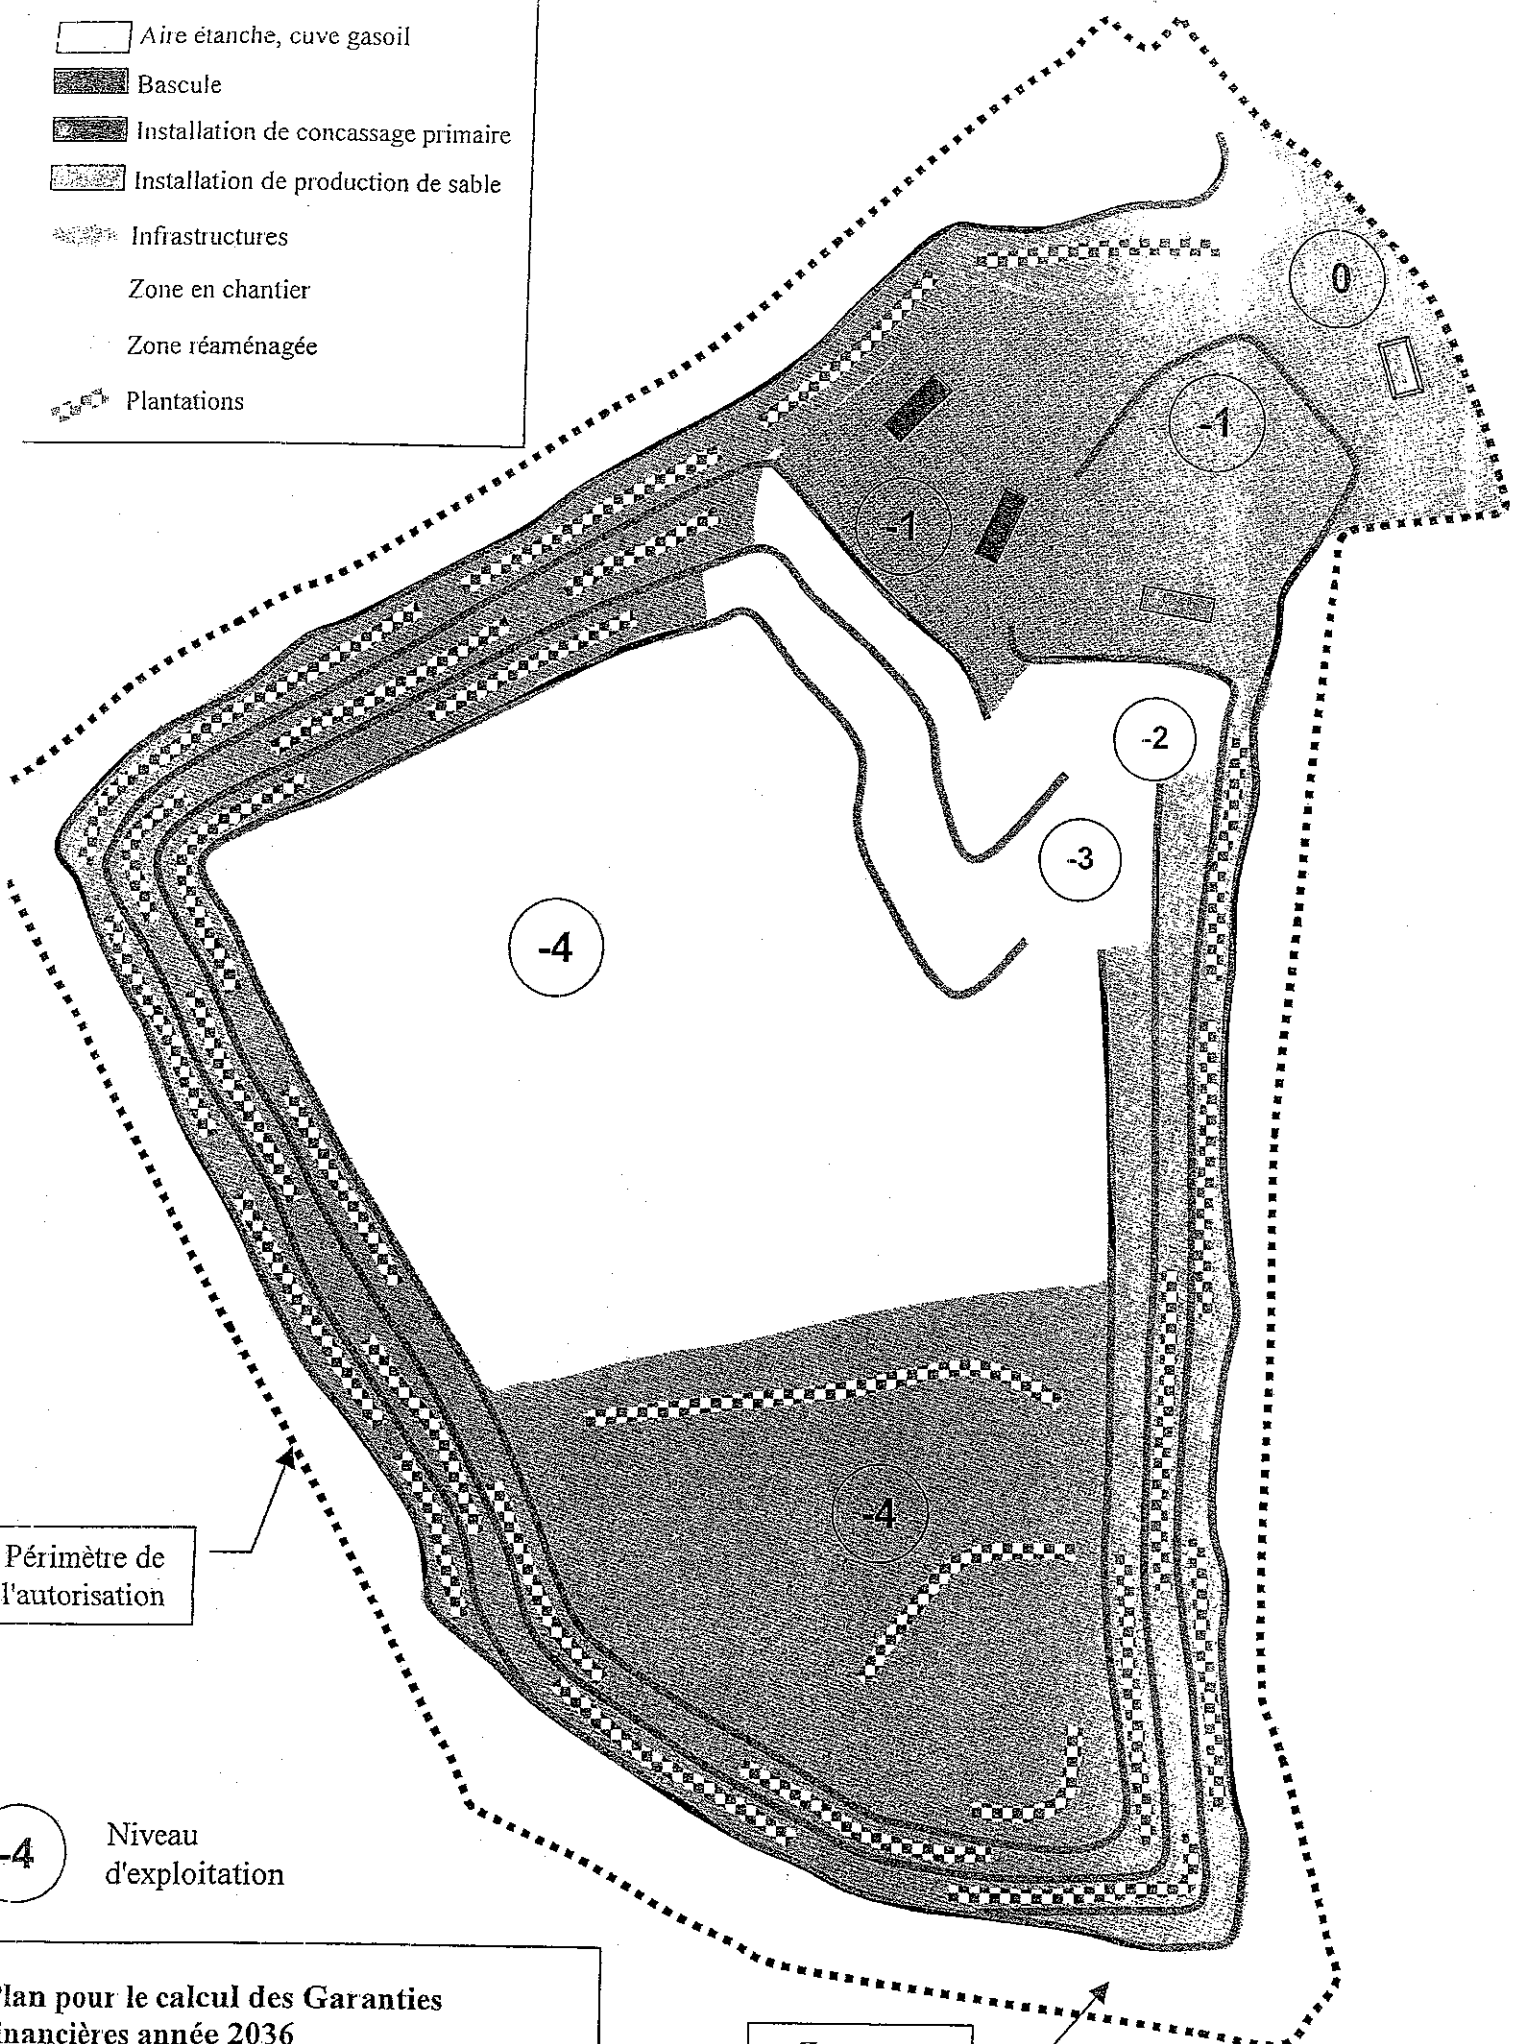 Aire étanche, cuve gasoil
Bascule
Installation de concassage primaire
Installation de production de sable
Infrastructures
Zone en chantier
Zone réaménagée
Plantations
0
-1
-1
-2
-3
-4
-4
Périmètre de
l'autorisation
-4
Niveau
d'exploitation
Plan pour le calcul des Garanties
financières année 2036